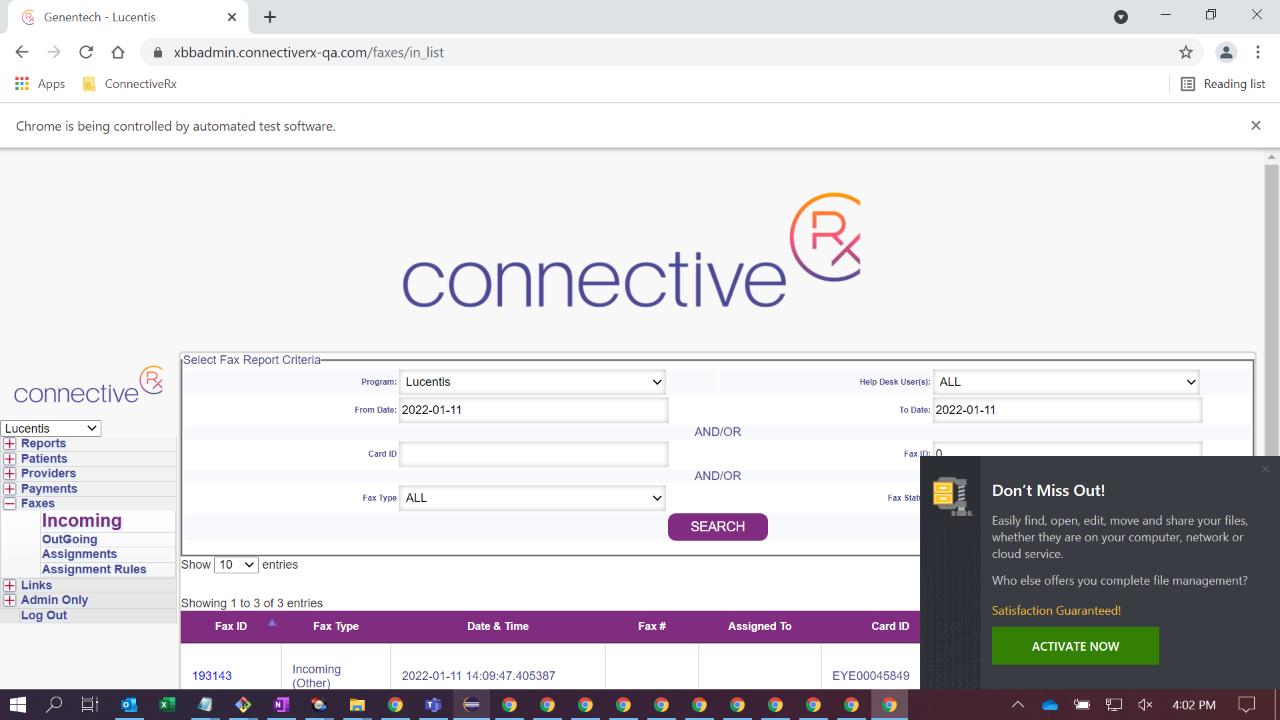 Genentech - Lucentis
xbbadmin.connectiverx-qa.com/faxes/in_list
Apps
ConnectiveRx
Reading list
Chrome is being controlled by automated test software.
connective Rx
connective Rx
Lucentis
Reports
Patients
Providers
Payments
Faxes
Incoming
OutGoing
Assignments
Assignment Rules
Links
Admin Only
Log Out
Select Fax Report Criteria
Program: Lucentis
Help Desk User(s): ALL
From Date: 2022-01-11
To Date: 2022-01-11
AND/OR
Card ID
Fax ID: 0
AND/OR
Fax Type ALL
Fax Statu
SEARCH
Show 10 entries
Showing 1 to 3 of 3 entries
Fax ID Fax Type Date & Time Fax # Assigned To Card ID
193143 Incoming (Other) 2022-01-11 14:09:47.405387 EYE00045849
Don't Miss Out!
Easily find, open, edit, move and share your files,
whether they are on your computer, network or
cloud service.
Who else offers you complete file management?
Satisfaction Guaranteed!
ACTIVATE NOW
4:02 PM